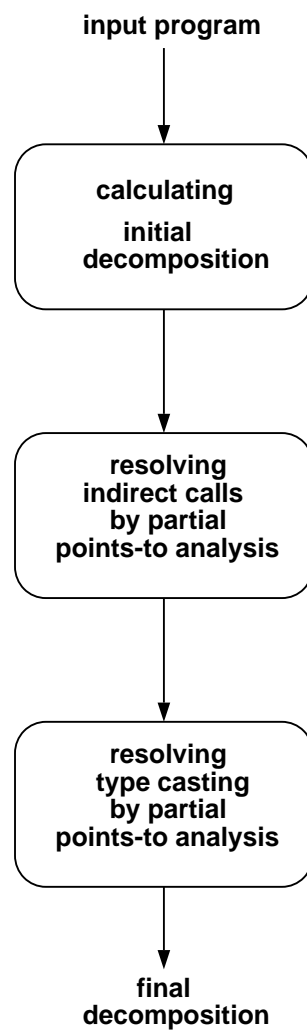 input program
calculating
initial
decomposition
resolving
indirect calls
by partial
points-to analysis
resolving
type casting
by partial
points-to analysis
final
decomposition